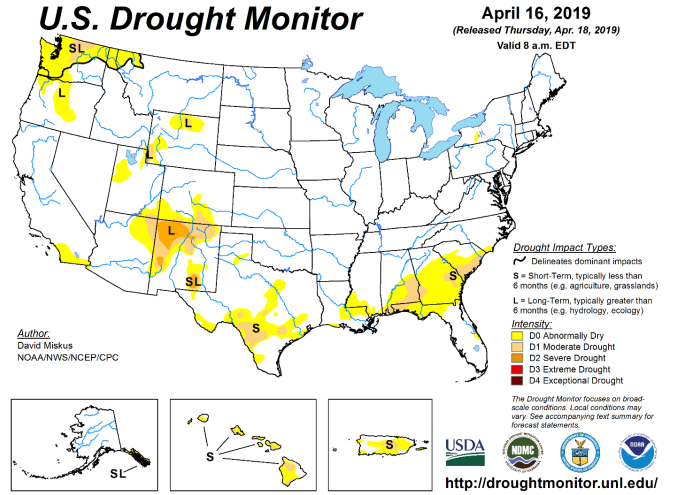 U.S. Drought Monitor
April 16, 2019
(Released Thursday, Apr. 18, 2019)
Valid 8 a.m. EDT
SL
L
L
L
L
SL
S
S
Drought Impact Types:
Delineates dominant impacts
S = Short-Term, typically less than
6 months (e.g. agriculture, grasslands)
L = Long-Term, typically greater than
6 months (e.g. hydrology, ecology)
Intensity:
D0 Abnormally Dry
D1 Moderate Drought
D2 Severe Drought
D3 Extreme Drought
D4 Exceptional Drought
Author:
David Miskus
NOAA/NWS/NCEP/CPC
The Drought Monitor focuses on broad-
scale conditions. Local conditions may
vary. See accompanying text summary for
forecast statements.
SL
S
S
USDA
NDMC
NOAA
http://droughtmonitor.unl.edu/